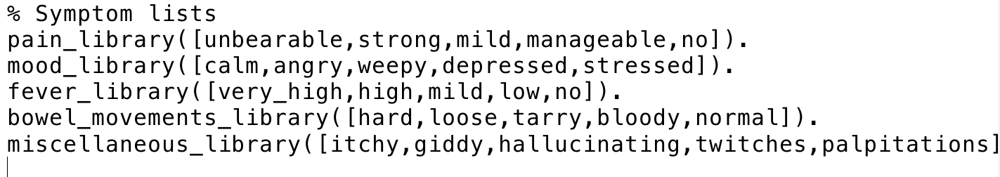 % Symptom lists
pain_library([unbearable,strong,mild,manageable,no]).
mood_library([calm,angry,weepy,depressed,stressed]).
fever_library([very_high,high,mild,low,no]).
bowel_movements_library([hard,loose,tarry,bloody,normal]).
miscellaneous_library([itchy,giddy,hallucinating,twitches,palpitations]